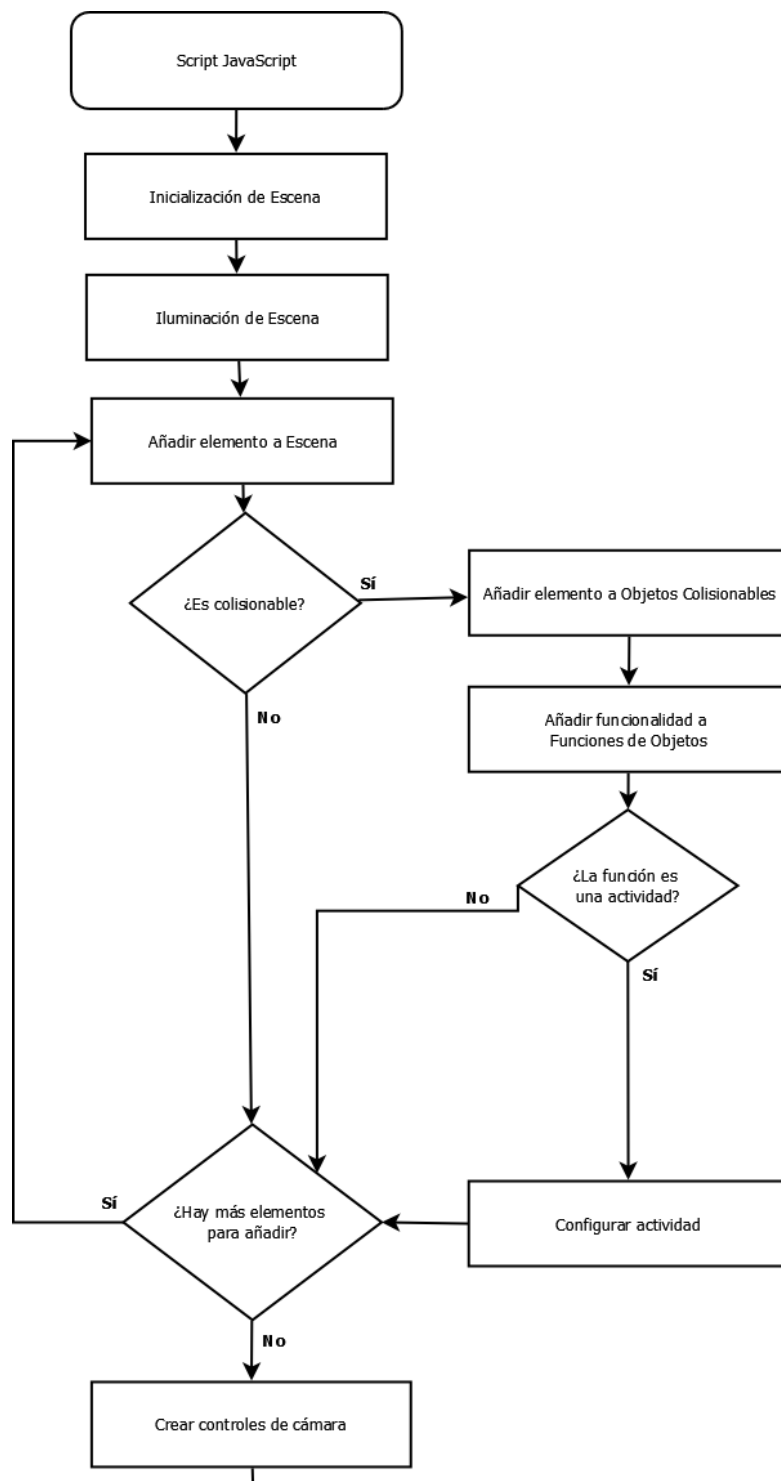 Script JavaScript
Inicialización de Escena
Iluminación de Escena
Añadir elemento a Escena
¿Es colisionable?
Sí
Añadir elemento a Objetos Colisionables
No
Añadir funcionalidad a
Funciones de Objetos
¿La función es
una actividad?
No
Sí
¿Hay más elementos
para añadir?
Sí
Configurar actividad
No
Crear controles de cámara